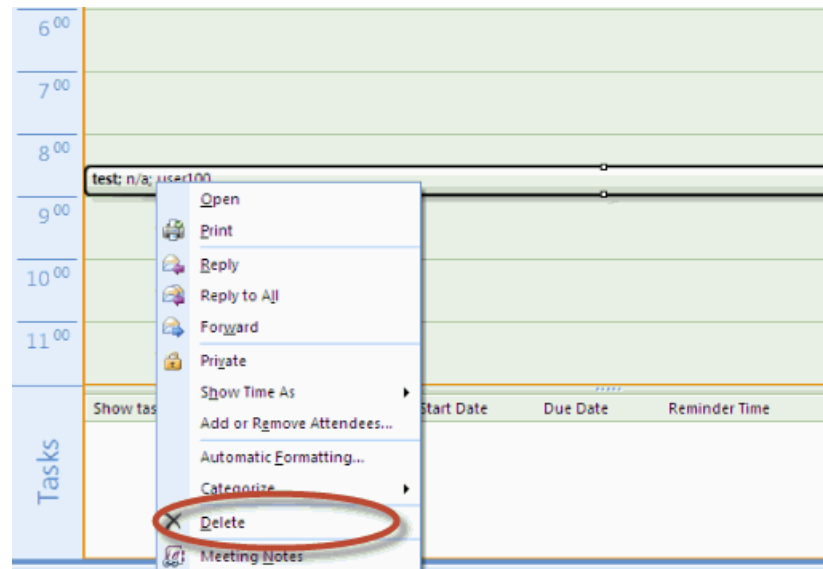 6 00
7 00
8 00
test; n/a; user100
Open
9 00
Print
Reply
10 00
Reply to All
Forward
11 00
Private
Show Time As
Show tas Start Date Due Date Reminder Time
Add or Remove Attendees...
Automatic Formatting...
Categorize
Tasks
Delete
Meeting Notes